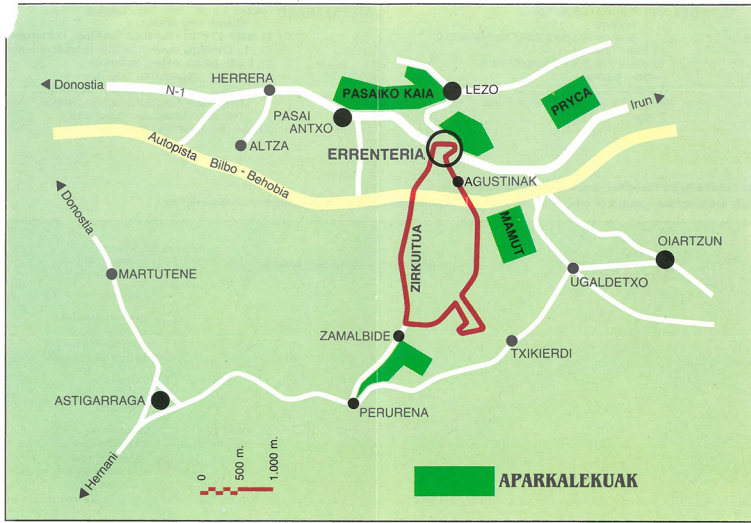 Donostia
N-1
HERRERA
PASAIKO KAIA
LEZO
PRYCA
Irun
PASAI
ANTXO
ALTZA
ERRENTERIA
Autopista Bilbo - Behobia
AGUSTINAK
Donostia
MAMUT
OIARTZUN
ZIRKUITUA
MARTUTENE
UGALDETXO
ZAMALBIDE
TXIKIERDI
ASTIGARRAGA
PERURENA
Hernani
0
500 m.
1.000 m.
APARKALEKUAK